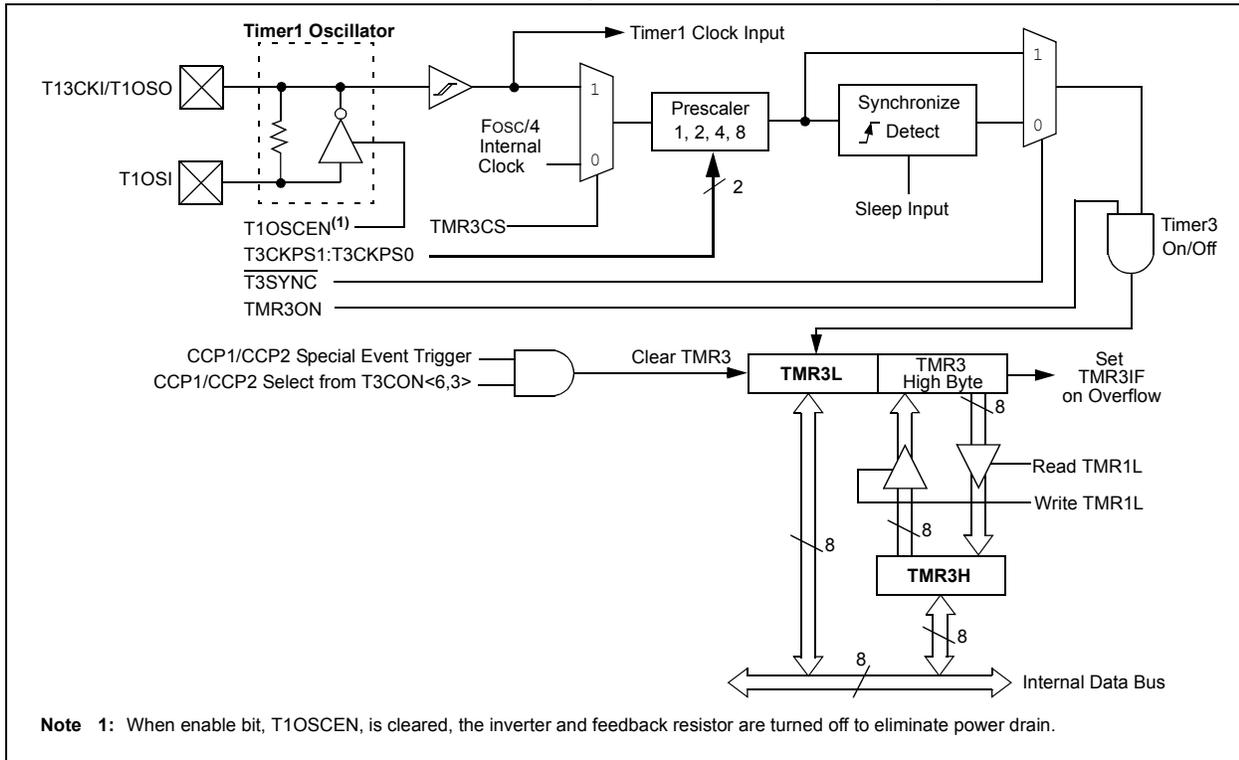 Timer1 Oscillator
Timer1 Clock Input
T13CKI/T1OSO
1
1
FOSC/4
Internal
Clock
0
Prescaler
1, 2, 4, 8
Synchronize
Detect
0
2
T1OSI
Sleep Input
T1OSCEN(1)
TMR3CS
Timer3
On/Off
T3CKPS1:T3CKPS0
T3SYNC
TMR3ON
CCP1/CCP2 Special Event Trigger
CCP1/CCP2 Select from T3CON<6,3>
Clear TMR3
TMR3L
TMR3
High Byte
Set
TMR3IF
on Overflow
8
Read TMR1L
Write TMR1L
8
8
TMR3H
8
8
Internal Data Bus
Note 1: When enable bit, T1OSCEN, is cleared, the inverter and feedback resistor are turned off to eliminate power drain.